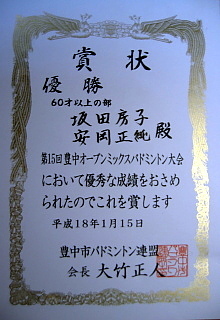 賞状
優勝
60才以上の部
坂田房子
安岡正純 殿
第15回豊中オープンミックスバドミントン大会
において優秀な成績をおさめ
られたのでこれを賞します
平成18年1月15日
豊中市バドミントン連盟
会長 大竹正人